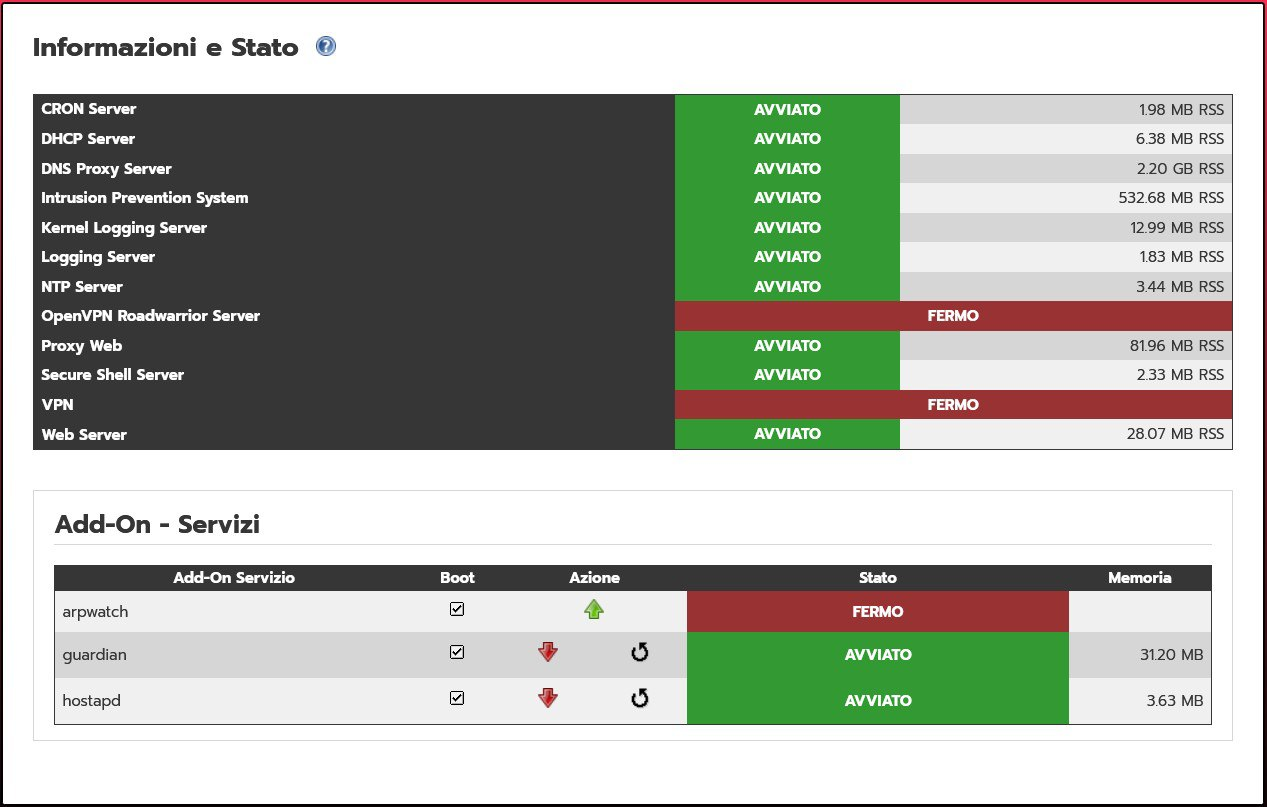 Informazioni e Stato
CRON Server AVVIATO 1.98 MB RSS
DHCP Server AVVIATO 6.38 MB RSS
DNS Proxy Server AVVIATO 2.20 GB RSS
Intrusion Prevention System AVVIATO 532.68 MB RSS
Kernel Logging Server AVVIATO 12.99 MB RSS
Logging Server AVVIATO 1.83 MB RSS
NTP Server AVVIATO 3.44 MB RSS
OpenVPN Roadwarrior Server FERMO
Proxy Web AVVIATO 81.96 MB RSS
Secure Shell Server AVVIATO 2.33 MB RSS
VPN FERMO
Web Server AVVIATO 28.07 MB RSS
Add-On - Servizi
Add-On Servizio Boot Azione Stato Memoria
arpwatch FERMO
guardian AVVIATO 31.20 MB
hostapd AVVIATO 3.63 MB